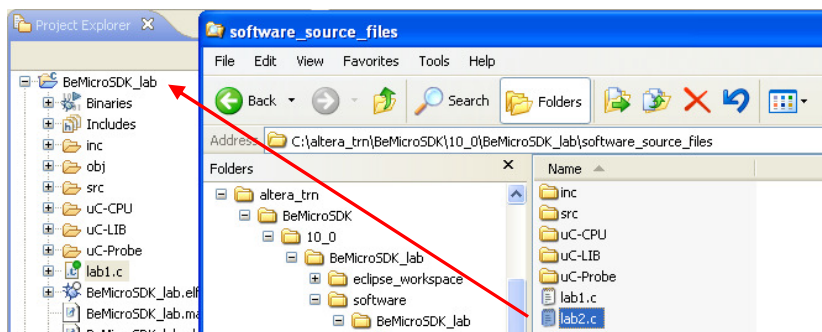 Project Explorer
BeMicroSDK_lab
Binaries
Includes
inc
obj
src
uC-CPU
uC-LIB
uC-Probe
lab1.c
BeMicroSDK_lab.elf
BeMicroSDK_lab.ma
software_source_files
File Edit View Favorites Tools Help
Back Search Folders
Address C:\altera_trn\BeMicroSDK\10_0\BeMicroSDK_lab\software_source_files
Folders
altera_trn
BeMicroSDK
10_0
BeMicroSDK_lab
eclipse_workspace
software
BeMicroSDK_lab
Name
inc
src
uC-CPU
uC-LIB
uC-Probe
lab1.c
lab2.c